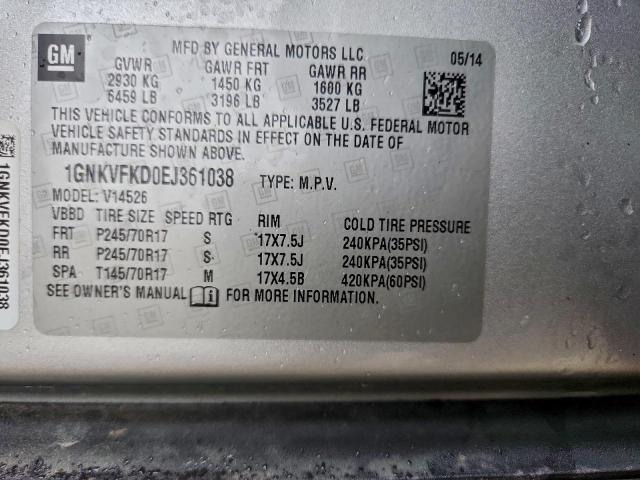 GM
MFD BY GENERAL MOTORS LLC
05/14
GVWR GAWR FRT GAWR RR
2930 KG 1450 KG 1600 KG
6459 LB 3196 LB 3527 LB
THIS VEHICLE CONFORMS TO ALL APPLICABLE U.S. FEDERAL MOTOR
VEHICLE SAFETY STANDARDS IN EFFECT ON THE DATE OF
MANUFACTURE SHOWN ABOVE.
1GNKVFKD0EJ361038 TYPE: M.P.V.
MODEL: V14526
VBBD TIRE SIZE SPEED RTG RIM COLD TIRE PRESSURE
FRT P245/70R17 S 17X7.5J 240KPA(35PSI)
RR P245/70R17 S 17X7.5J 240KPA(35PSI)
SPA T145/70R17 M 17X4.5B 420KPA(60PSI)
SEE OWNER'S MANUAL i FOR MORE INFORMATION.
1GNKVFKD0EJ361038